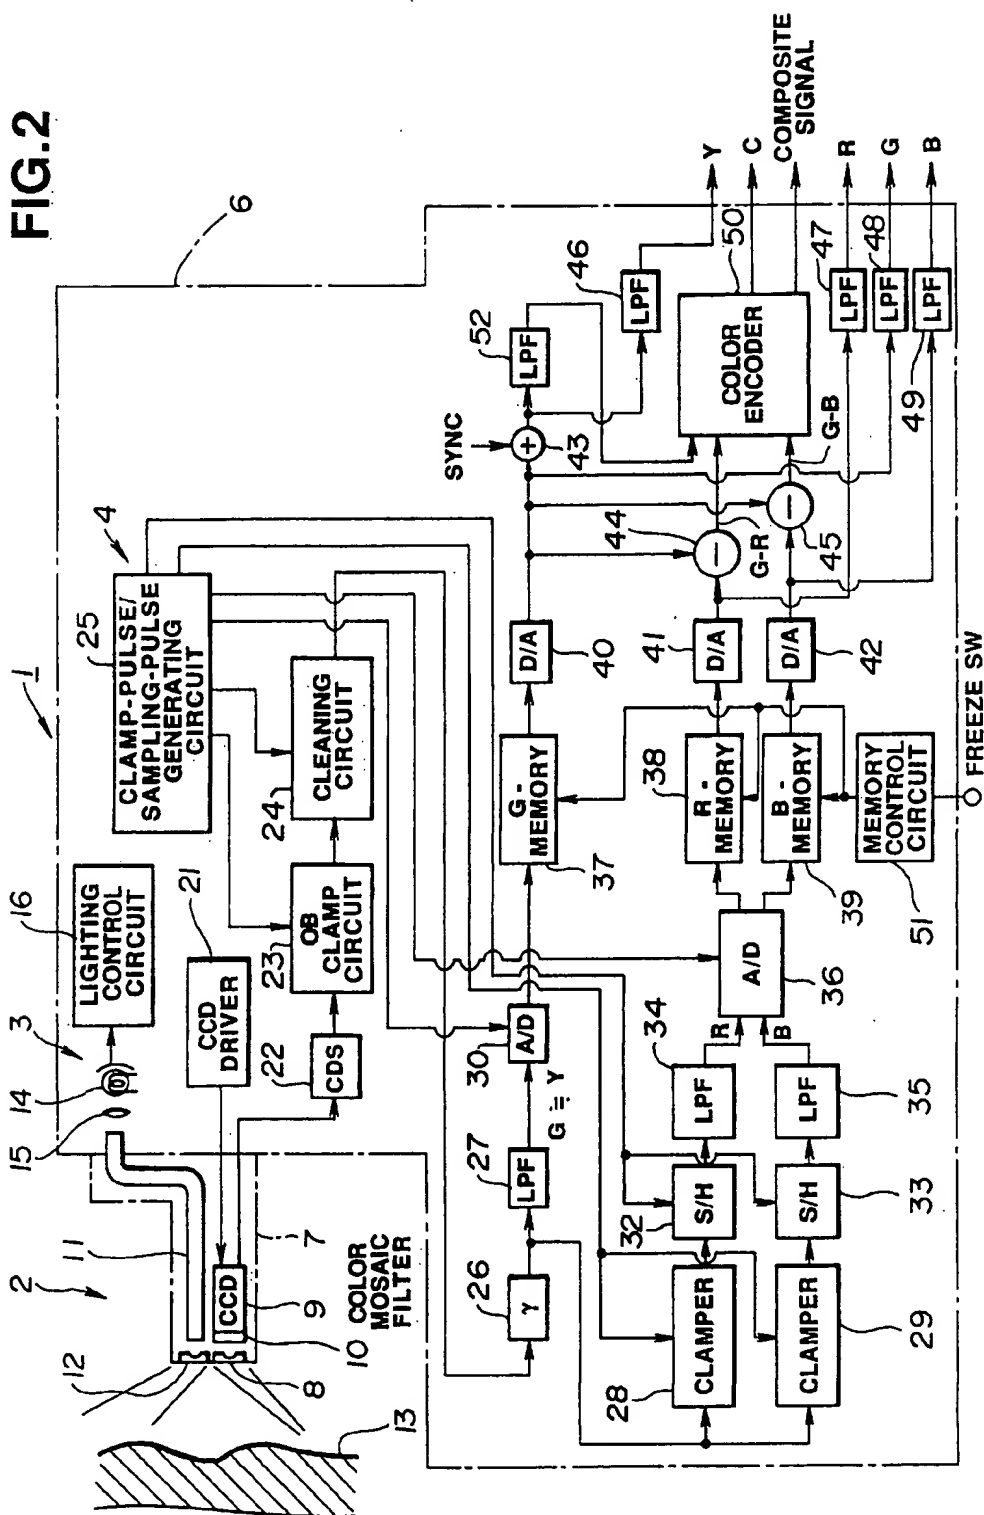 FIG.2
1
2
3
4
6
7
8
9
10
11
12
13
14
15
16
LIGHTING
CONTROL
CIRCUIT
21
CCD
DRIVER
CCD
COLOR
MOSAIC
FILTER
25
CLAMP-PULSE/
SAMPLING-PULSE
GENERATING
CIRCUIT
22
CDS
23
OB
CLAMP
CIRCUIT
24
CLEANING
CIRCUIT
26
γ
27
LPF
G≒Y
30
A/D
37
G-
MEMORY
40
D/A
SYNC
+
43
52
LPF
46
LPF
Y
28
CLAMPER
32
S/H
34
LPF
R
29
CLAMPER
33
S/H
35
LPF
B
36
A/D
38
R-
MEMORY
39
B-
MEMORY
51
MEMORY
CONTROL
CIRCUIT
FREEZE SW
41
D/A
42
D/A
44
−
G-R
45
−
G-B
50
COLOR
ENCODER
C
COMPOSITE
SIGNAL
47
LPF
R
48
LPF
G
49
LPF
B